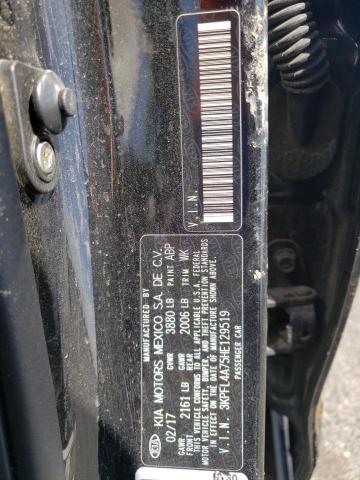 MANUFACTURED BY
KIA KIA MOTORS MEXICO S.A. DE C.V.
02/17 GVWR 3880 LB PAINT ABP
GAWR FRONT 2161 LB GAWR REAR 2006 LB TRIM WK
THIS VEHICLE CONFORMS TO ALL APPLICABLE U.S.A. FEDERAL
MOTOR VEHICLE SAFETY, BUMPER, AND THEFT PREVENTION
STANDARDS IN EFFECT ON THE DATE OF MANUFACTURE SHOWN ABOVE.
V.I.N. 3KPFL4A75HE129519
PASSENGER CAR
V.I.N.